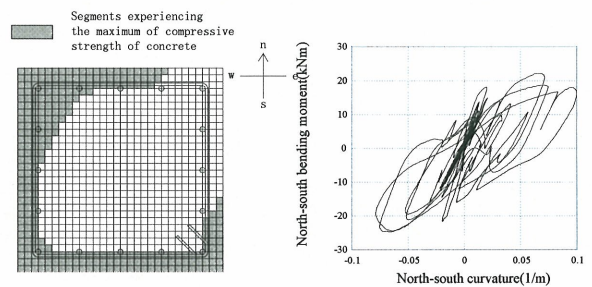 Segments experiencing
the maximum of compressive
strength of concrete
n
w
e
s
North-south bending moment(kNm)
30
20
10
0
-10
-20
-30
-0.1
-0.05
0
0.05
0.1
North-south curvature(1/m)